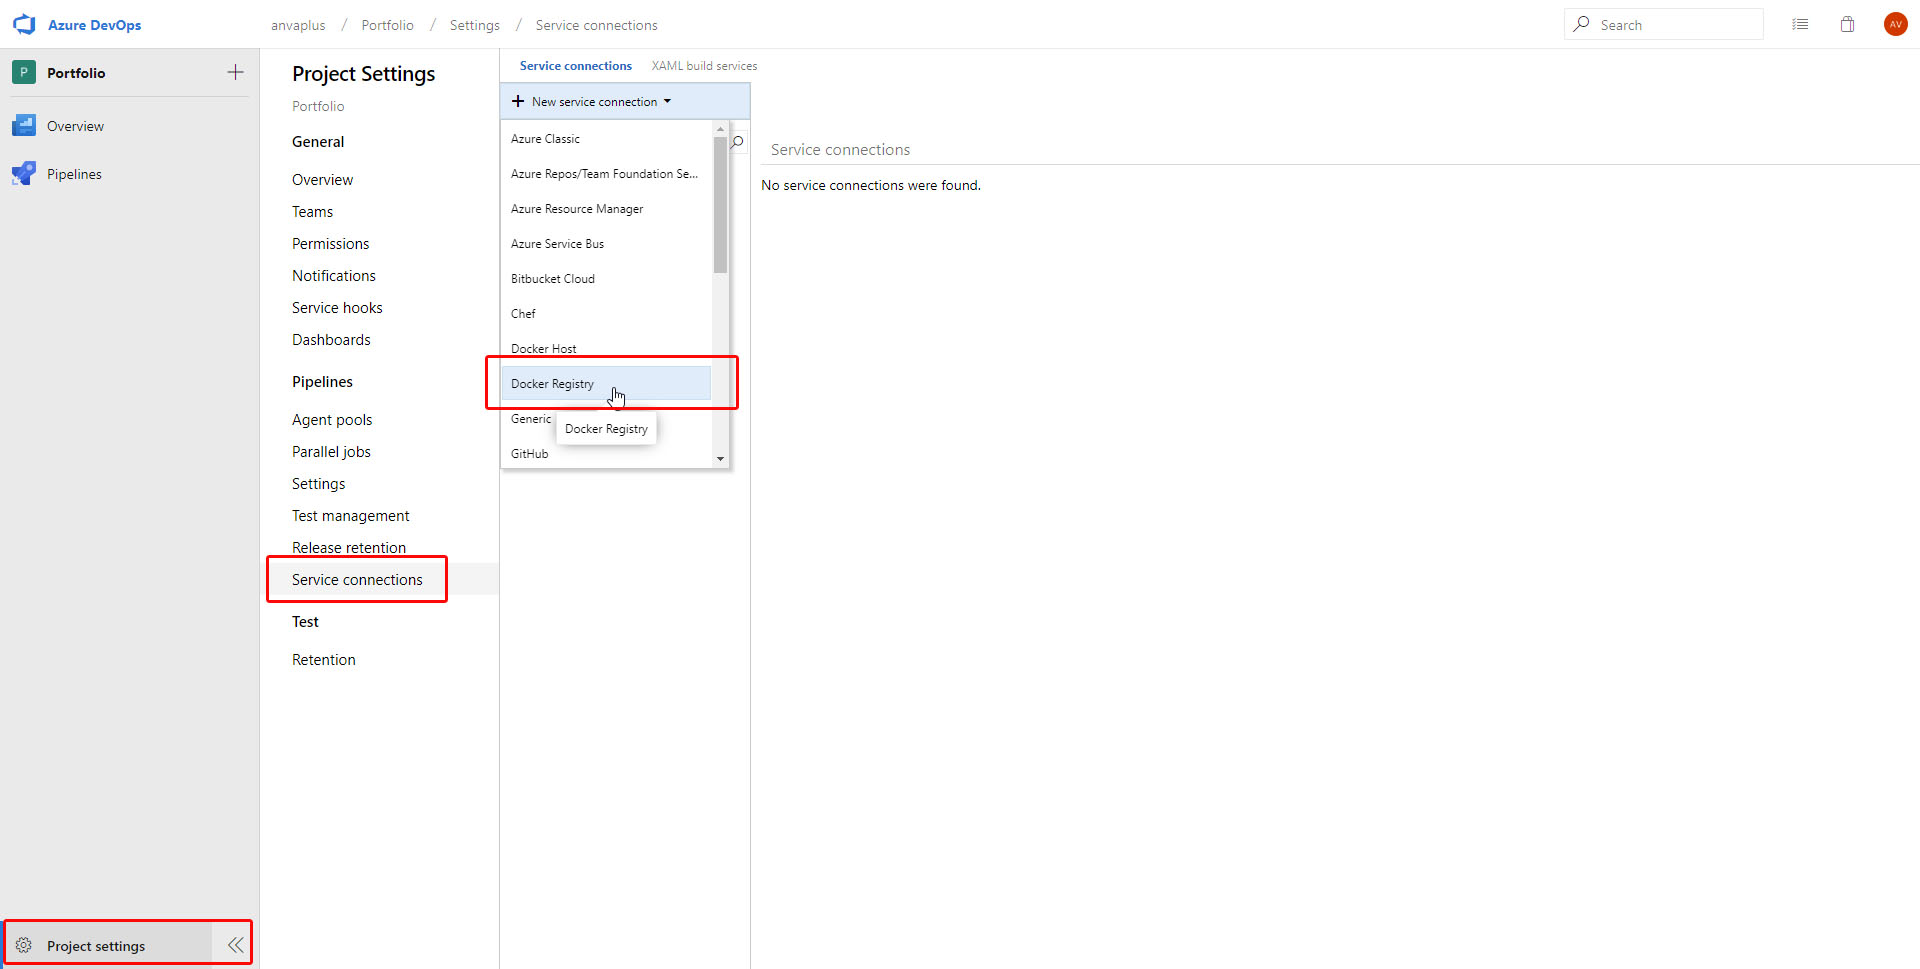 Azure DevOps
anvaplus / Portfolio / Settings / Service connections
Search
AV
P Portfolio
Overview
Pipelines
Project settings
Project Settings
Portfolio
General
Overview
Teams
Permissions
Notifications
Service hooks
Dashboards
Pipelines
Agent pools
Parallel jobs
Settings
Test management
Release retention
Service connections
Test
Retention
Service connections XAML build services
+ New service connection
Azure Classic
Azure Repos/Team Foundation Se...
Azure Resource Manager
Azure Service Bus
Bitbucket Cloud
Chef
Docker Host
Docker Registry
Generic
Docker Registry
GitHub
Service connections
No service connections were found.